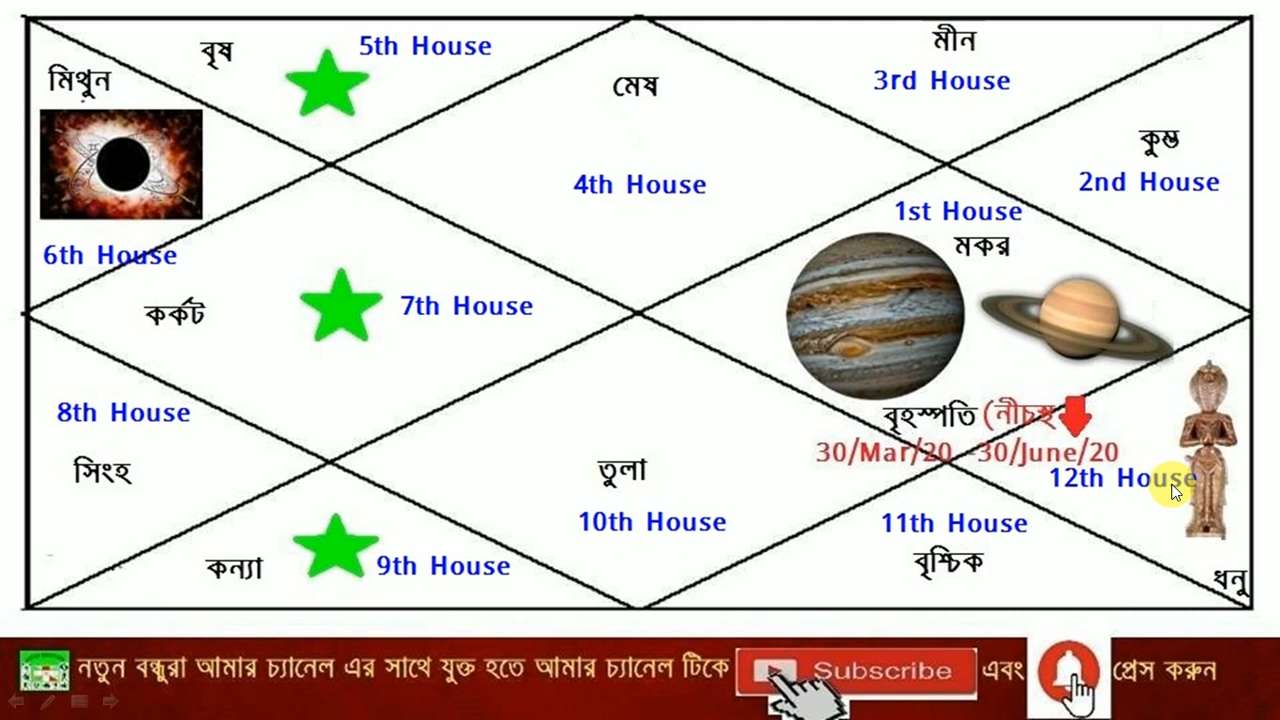 বৃষ
5th House
মিথুন
6th House
মেষ
4th House
মীন
3rd House
কুম্ভ
2nd House
1st House
মকর
কর্কট
7th House
বৃহস্পতি (নীচস্থ
30/Mar/20 -30/June/20
8th House
সিংহ
তুলা
10th House
12th House
11th House
বৃশ্চিক
ধনু
কন্যা
9th House
নতুন বন্ধুরা আমার চ্যানেল এর সাথে যুক্ত হতে আমার চ্যানেল টিকে Subscribe এবং প্রেস করুন